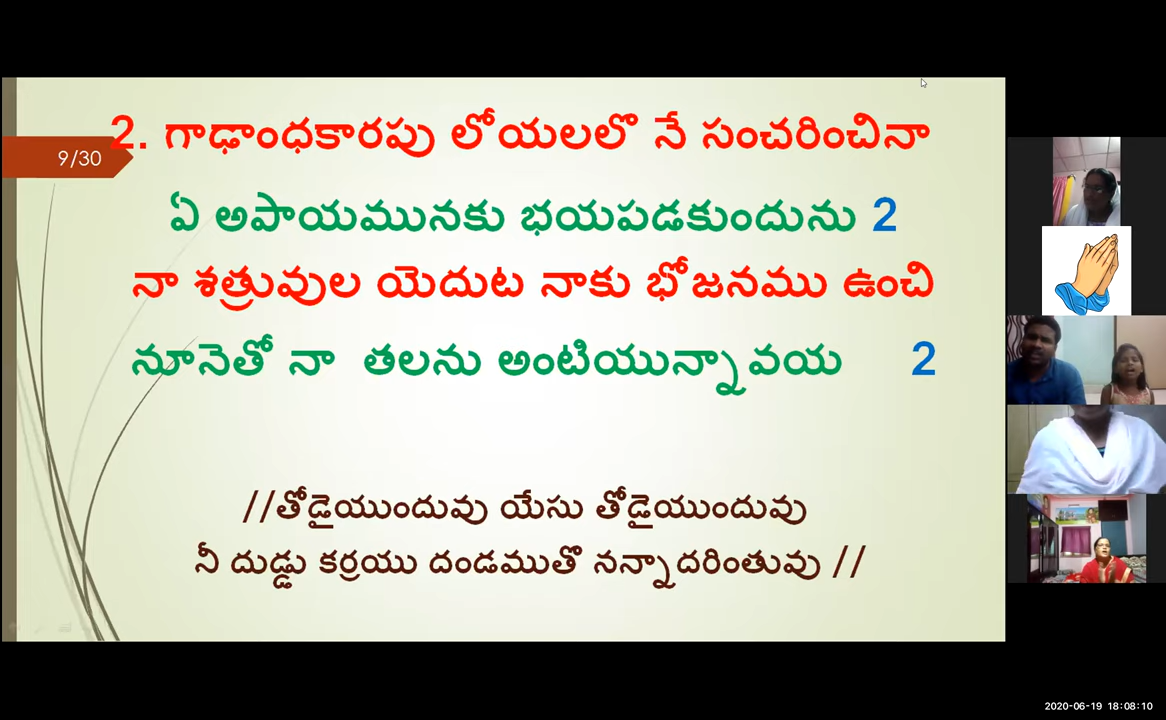 2. గాఢాంధకారపు లోయలలొ నే సంచరించినా
9/30
ఏ అపాయమునకు భయపడకుందును 2
నా శత్రువుల యెదుట నాకు భోజనము ఉంచి
నూనెతో నా తలను అంటియున్నావయ 2
//తోడైయుందువు యేసు తోడైయుందువు
నీ దుడ్డు కర్రయు దండముతొ నన్నాదరింతువు //
2020-06-19 18:08:10